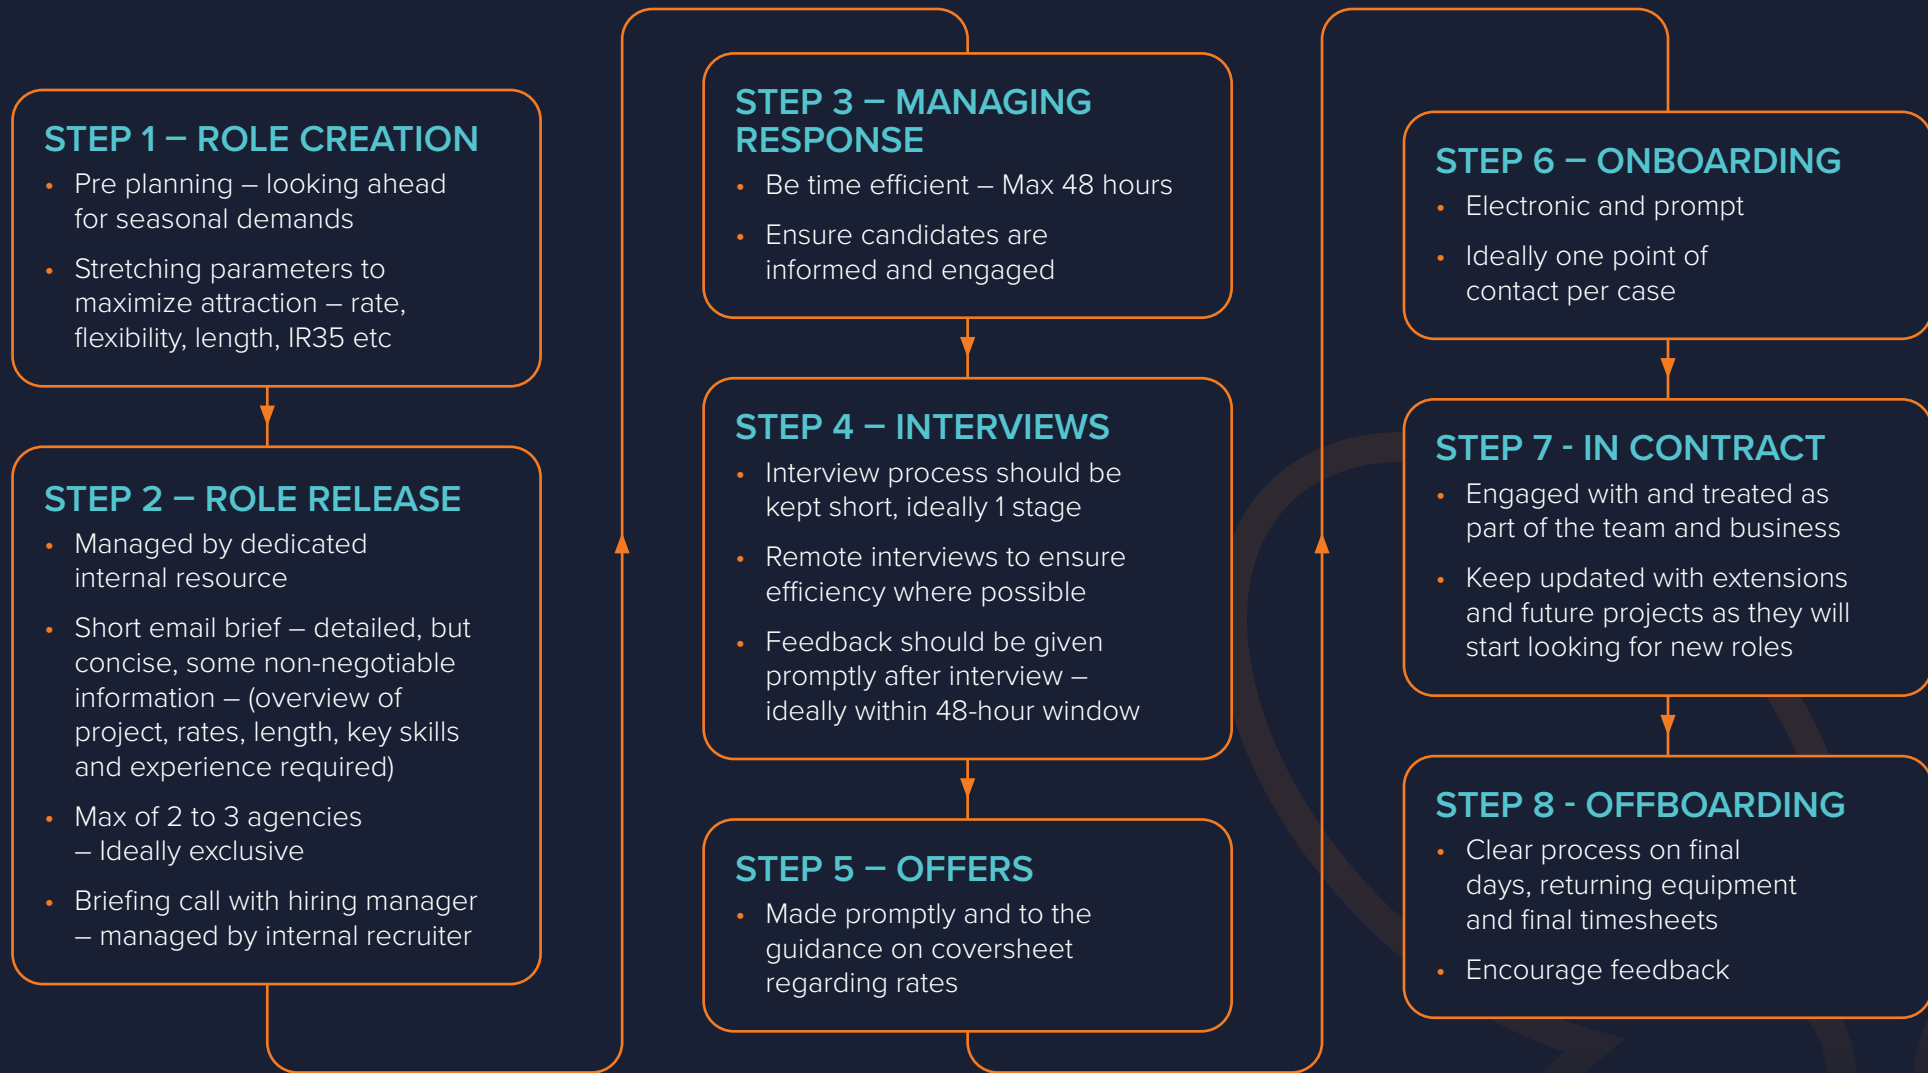 STEP 1 – ROLE CREATION
• Pre planning – looking ahead
for seasonal demands
• Stretching parameters to
maximize attraction – rate,
flexibility, length, IR35 etc
STEP 2 – ROLE RELEASE
• Managed by dedicated
internal resource
• Short email brief – detailed, but
concise, some non-negotiable
information – (overview of
project, rates, length, key skills
and experience required)
• Max of 2 to 3 agencies
– Ideally exclusive
• Briefing call with hiring manager
– managed by internal recruiter
STEP 3 – MANAGING
RESPONSE
• Be time efficient – Max 48 hours
• Ensure candidates are
informed and engaged
STEP 4 – INTERVIEWS
• Interview process should be
kept short, ideally 1 stage
• Remote interviews to ensure
efficiency where possible
• Feedback should be given
promptly after interview –
ideally within 48-hour window
STEP 5 – OFFERS
• Made promptly and to the
guidance on coversheet
regarding rates
STEP 6 – ONBOARDING
• Electronic and prompt
• Ideally one point of
contact per case
STEP 7 - IN CONTRACT
• Engaged with and treated as
part of the team and business
• Keep updated with extensions
and future projects as they will
start looking for new roles
STEP 8 - OFFBOARDING
• Clear process on final
days, returning equipment
and final timesheets
• Encourage feedback